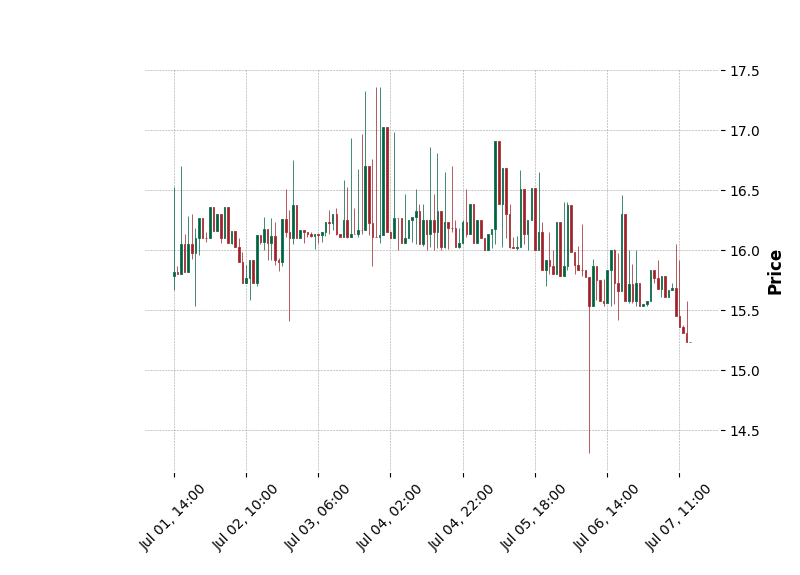 17.5
17.0
16.5
16.0
15.5
15.0
14.5
Price
Jul 01, 14:00
Jul 02, 10:00
Jul 03, 06:00
Jul 04, 02:00
Jul 04, 22:00
Jul 05, 18:00
Jul 06, 14:00
Jul 07, 11:00